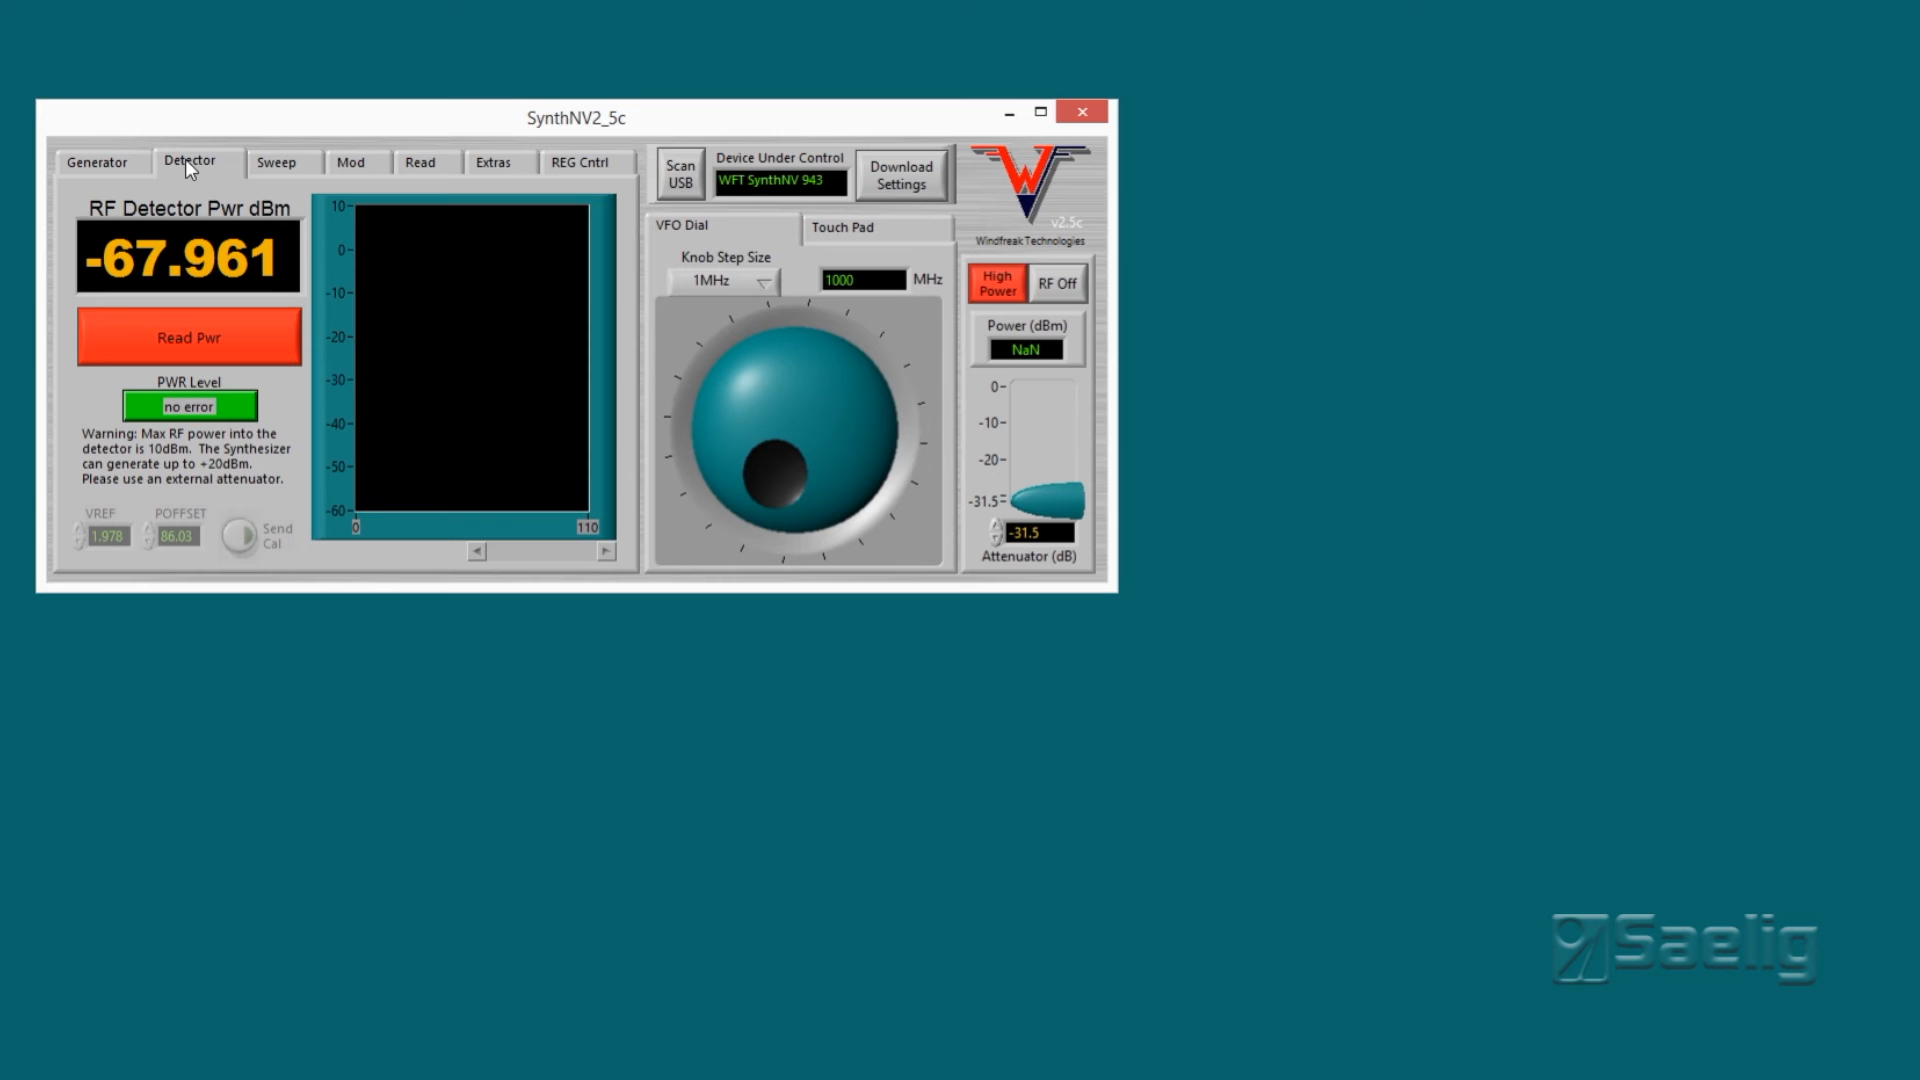 SynthNV2_5c
Generator
Detector
Sweep
Mod
Read
Extras
REG Cntrl
RF Detector Pwr dBm
-67.961
Read Pwr
PWR Level
no error
Warning: Max RF power into the
detector is 10dBm. The Synthesizer
can generate up to +20dBm.
Please use an external attenuator.
VREF
1.978
POFFSET
86.03
Send
Cal
10
0
-10
-20
-30
-40
-50
-60
0
110
Scan
USB
Device Under Control
WFT SynthNV 943
Download
Settings
VFO Dial
Touch Pad
Knob Step Size
1MHz
1000
MHz
W
v2.5c
Windfreak Technologies
High
Power
RF Off
Power (dBm)
NaN
0
-10
-20
-31.5
-31.5
Attenuator (dB)
Saelig